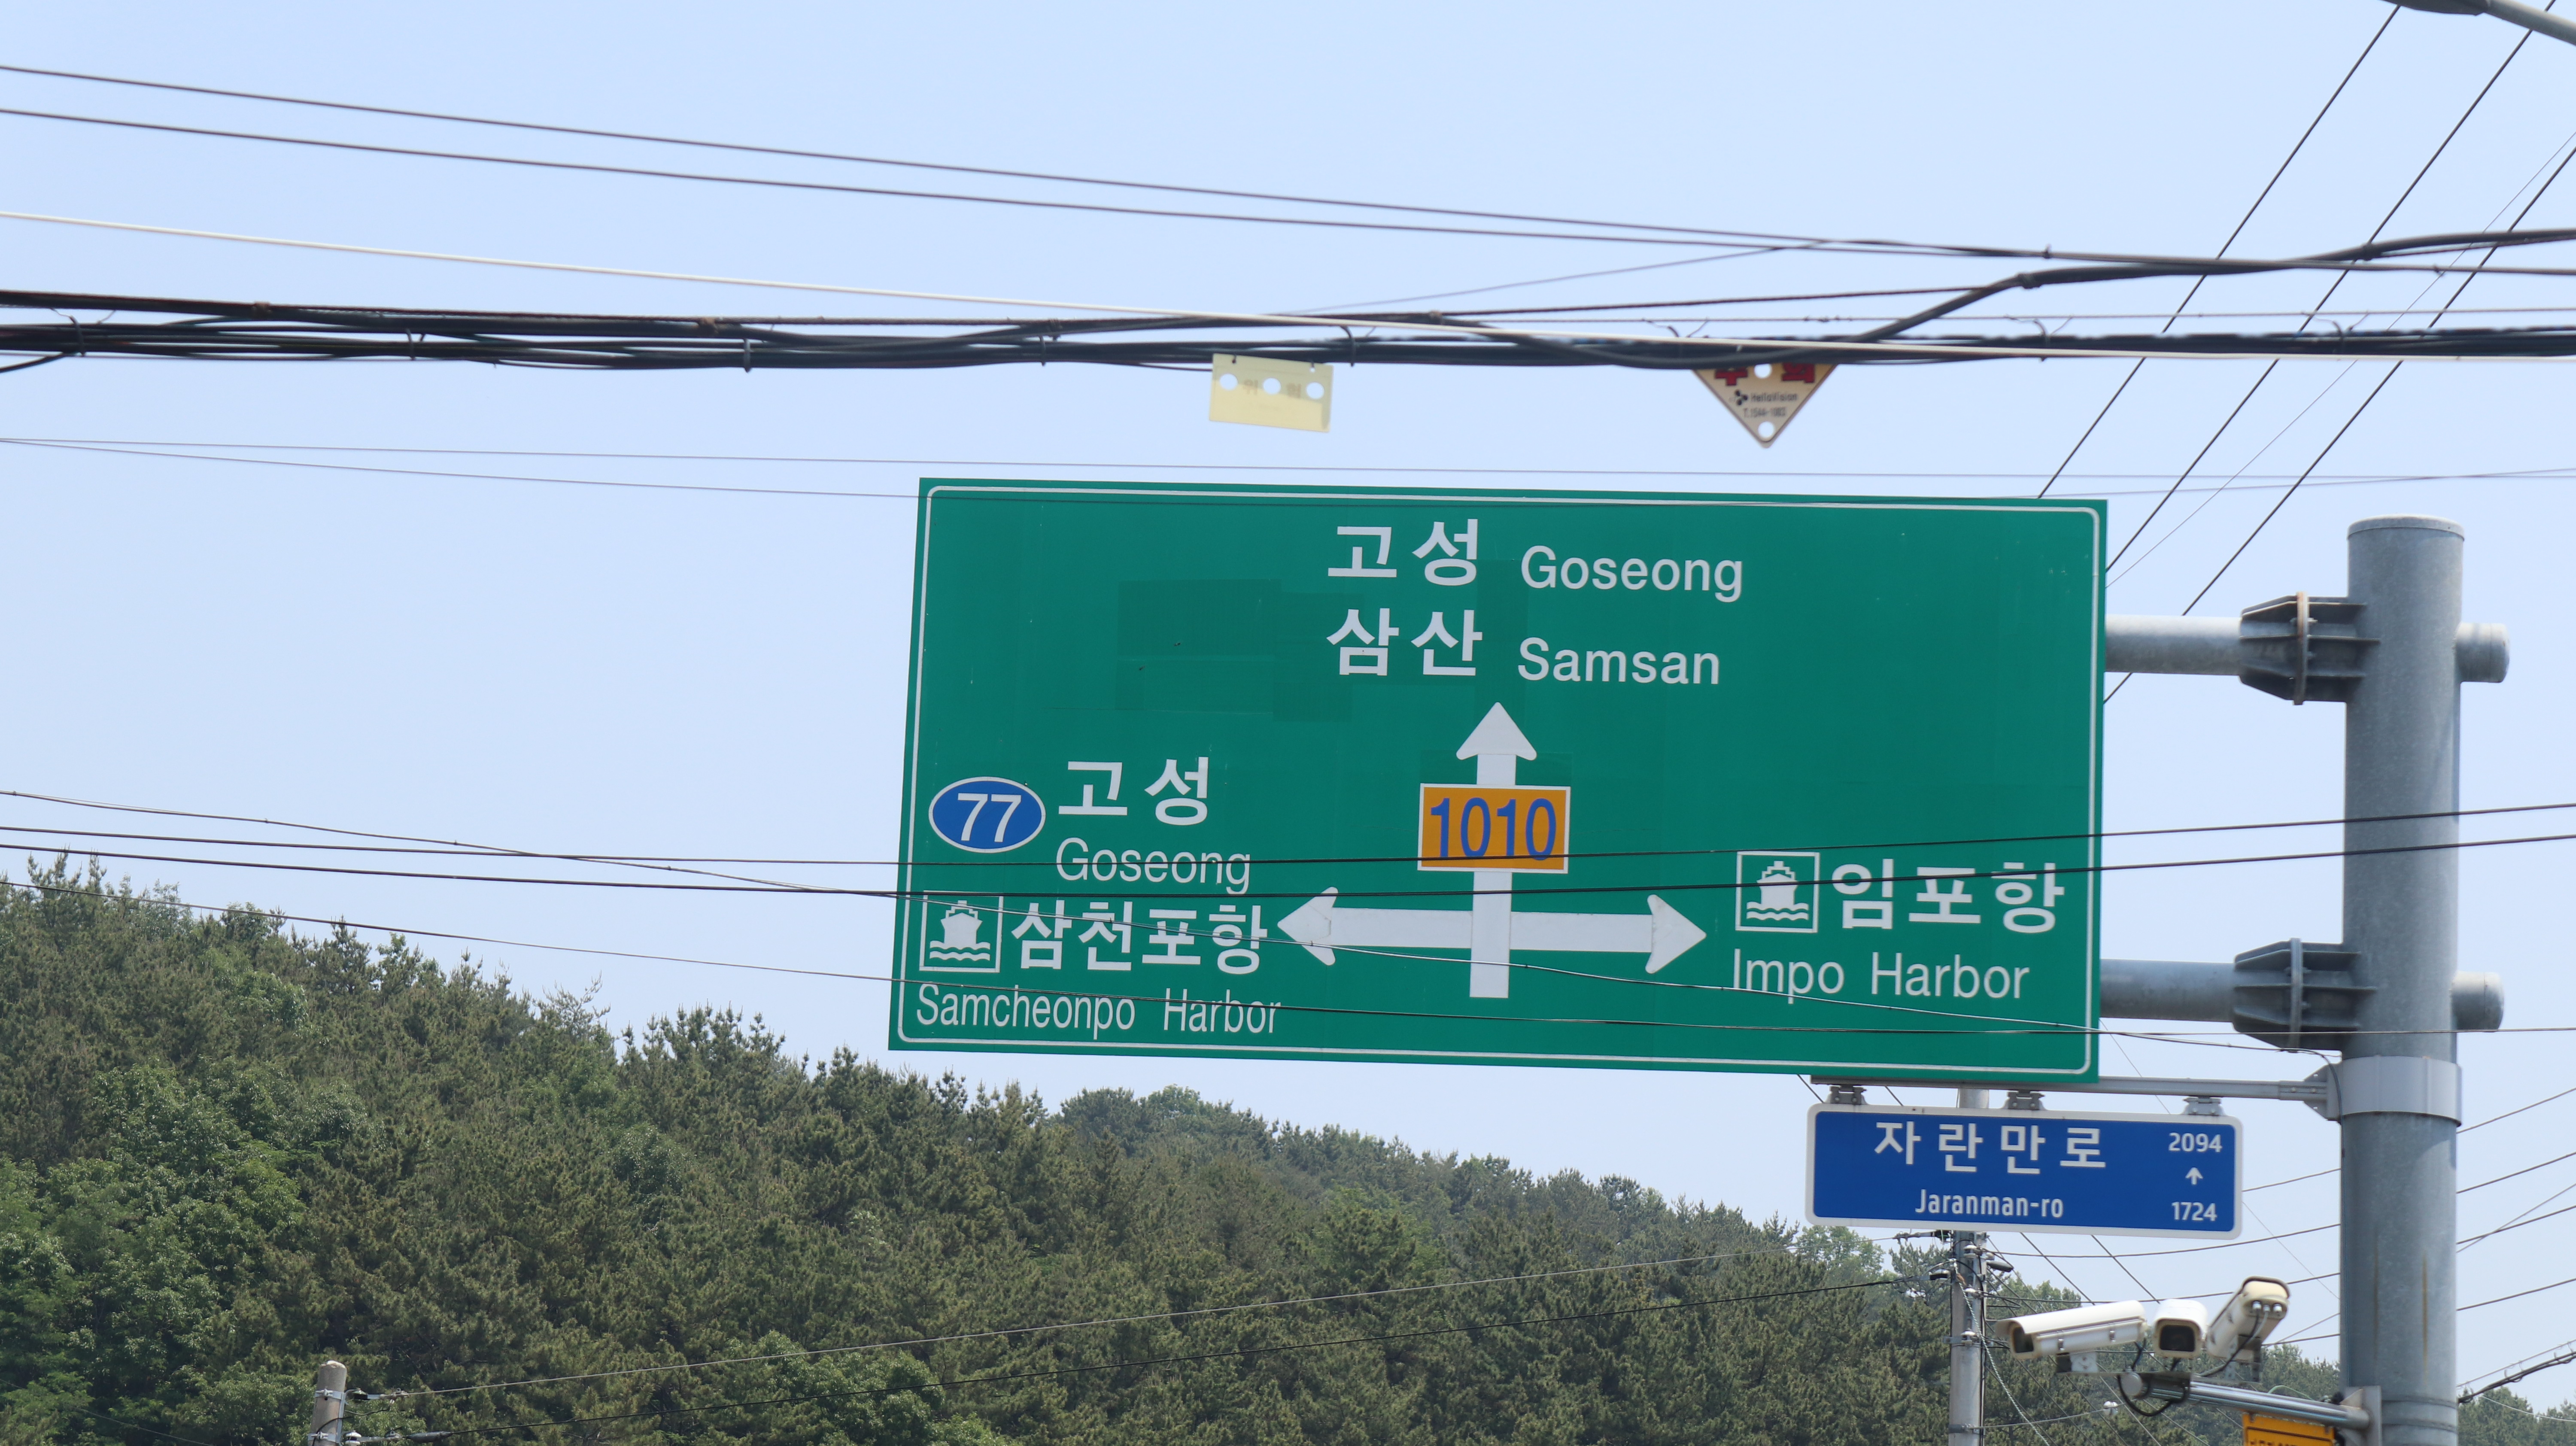 HelloVision
고성 Goseong
삼산 Samsan
77 고성
Goseong
1010
삼천포항
Samcheonpo Harbor
임포항
Impo Harbor
자란만로 2094
Jaranman-ro 1724